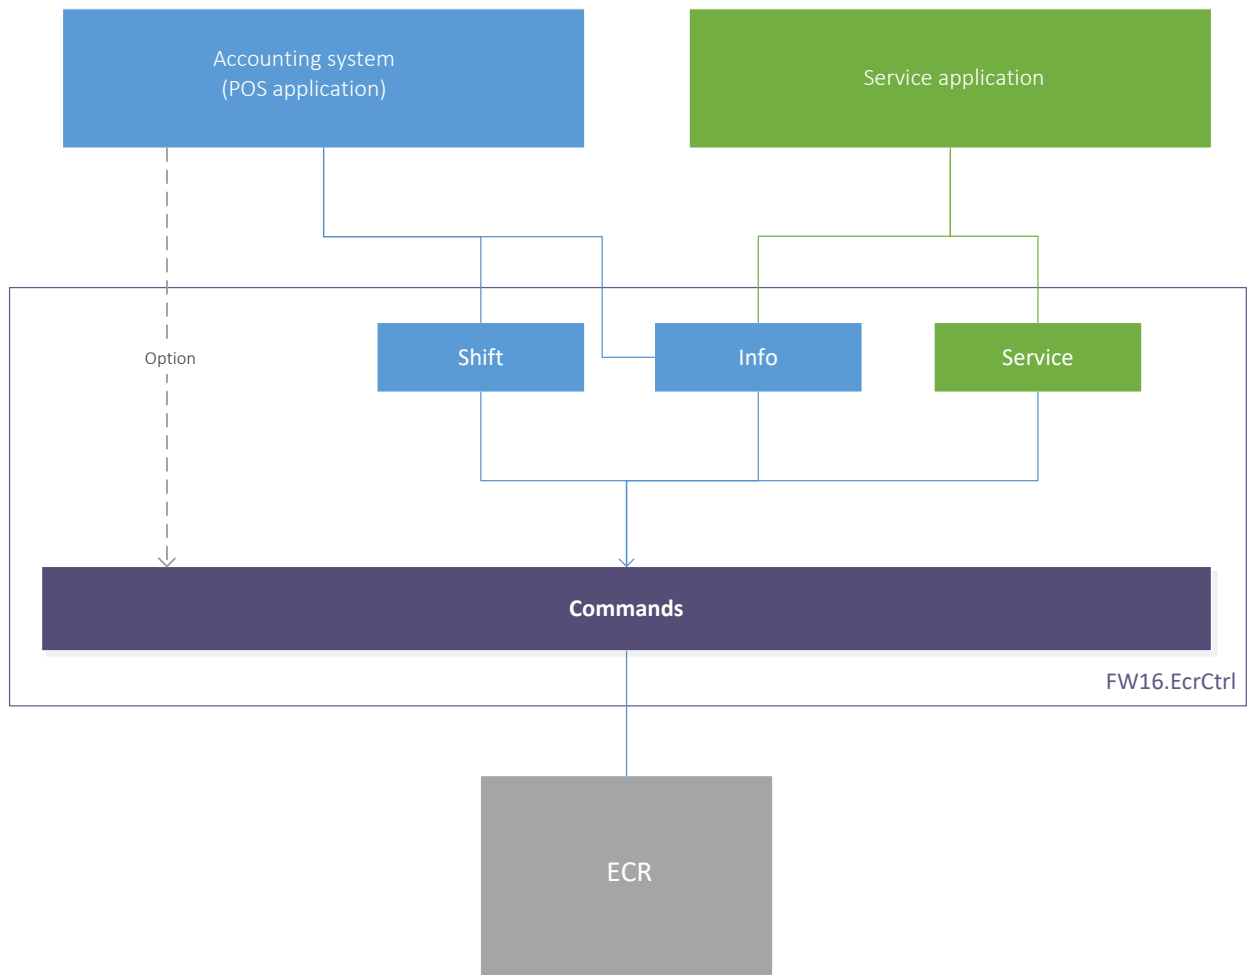 Accounting system
(POS application)
Service application
Option
Shift
Info
Service
Commands
FW16.EcrCtrl
ECR